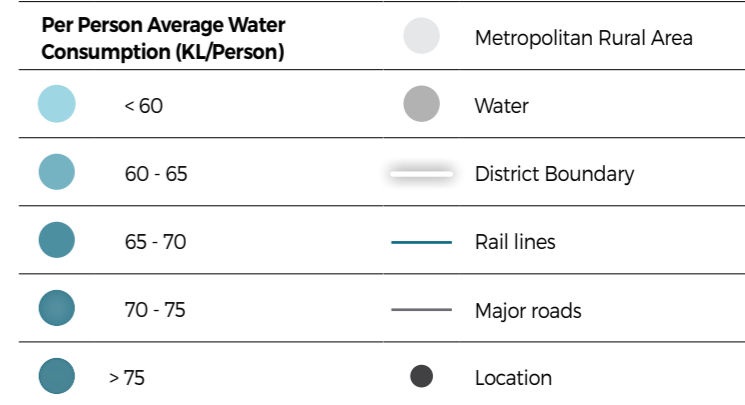 Per Person Average Water
Consumption (KL/Person)
Metropolitan Rural Area
< 60
Water
60 - 65
District Boundary
65 - 70
Rail lines
70 - 75
Major roads
> 75
Location